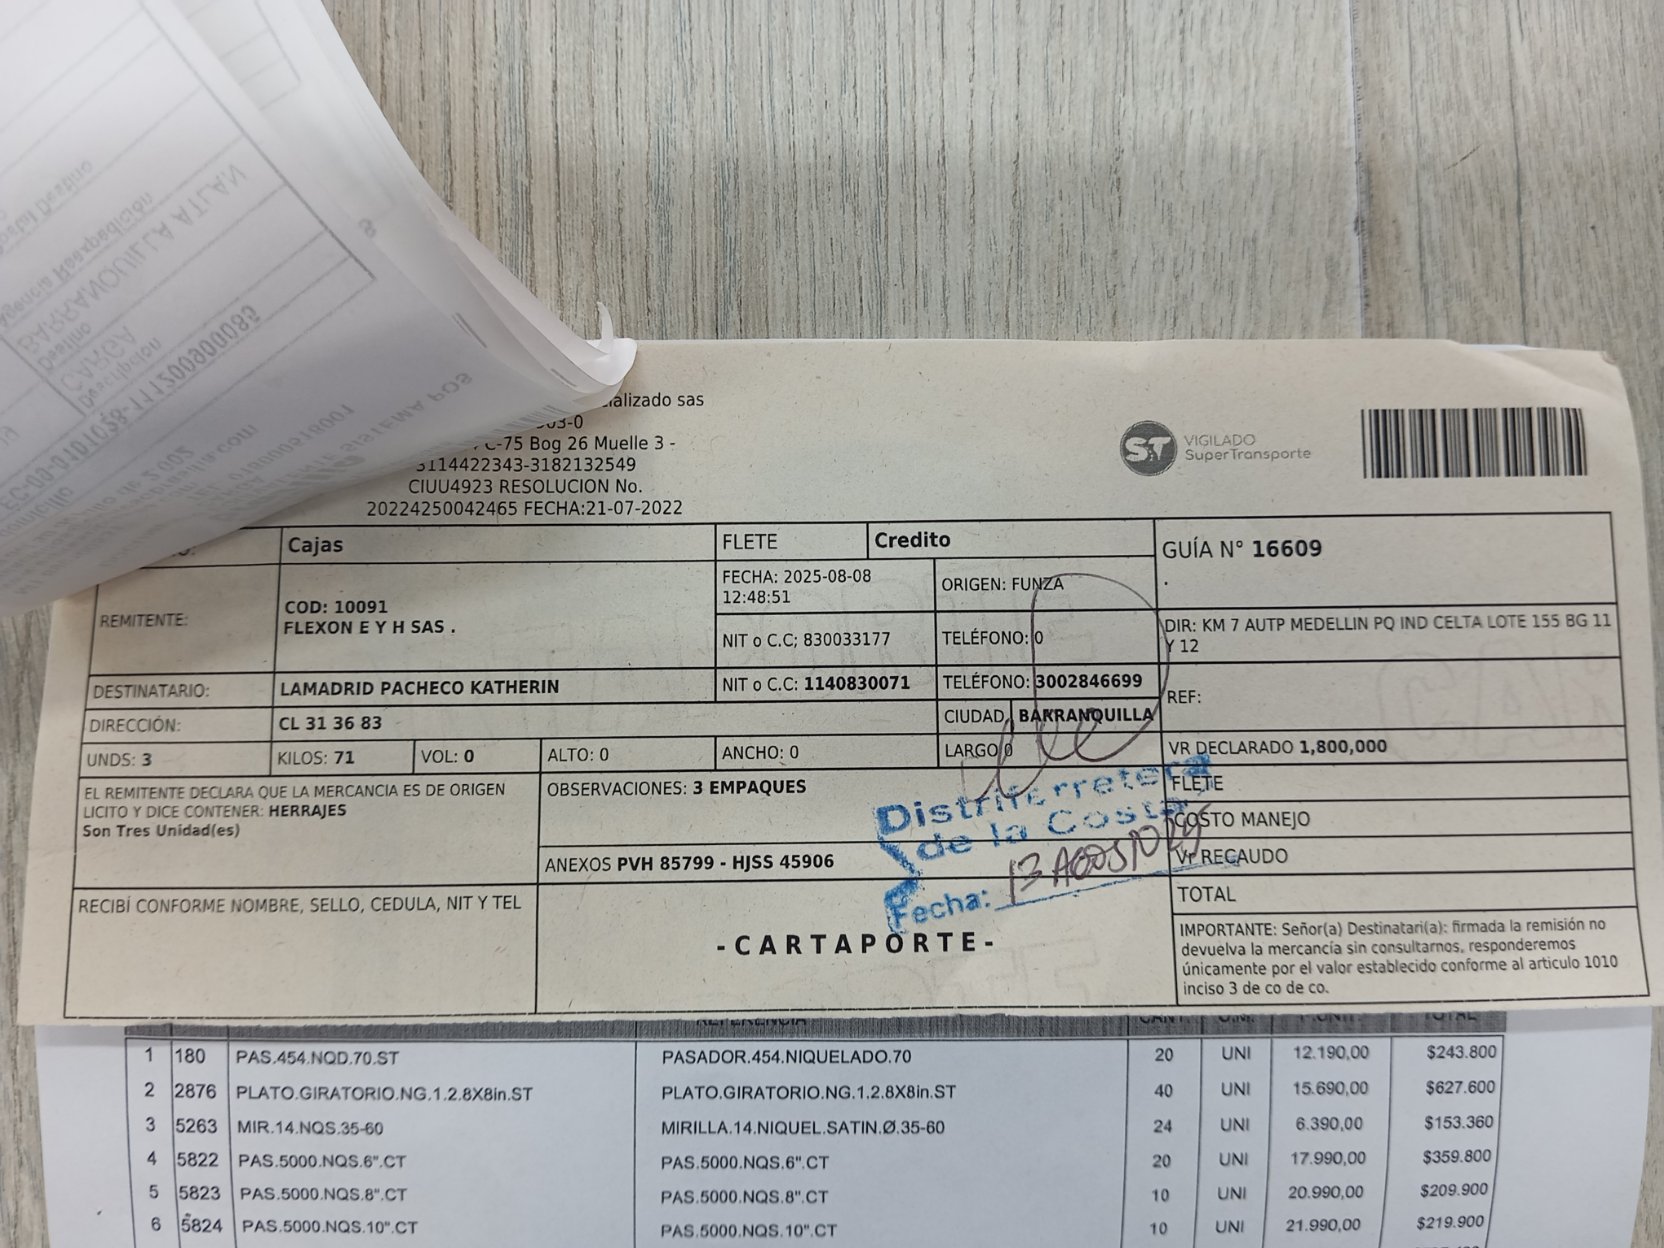 ializado sas
C-75 Bog 26 Muelle 3 -
3114422343-3182132549
CIUU4923 RESOLUCION No.
20224250042465 FECHA:21-07-2022
ST VIGILADO
SuperTransporte
Cajas
FLETE
Credito
GUÍA N° 16609
.
REMITENTE:
COD: 10091
FLEXON E Y H SAS .
FECHA: 2025-08-08
12:48:51
ORIGEN: FUNZA
NIT o C.C; 830033177
TELÉFONO: 0
DIR: KM 7 AUTP MEDELLIN PQ IND CELTA LOTE 155 BG 11
Y 12
DESTINATARIO:
LAMADRID PACHECO KATHERIN
NIT o C.C: 1140830071
TELÉFONO: 3002846699
REF:
DIRECCIÓN:
CL 31 36 83
CIUDAD
BARRANQUILLA
UNDS: 3
KILOS: 71
VOL: 0
ALTO: 0
ANCHO: 0
LARGO 0
VR DECLARADO 1,800,000
EL REMITENTE DECLARA QUE LA MERCANCIA ES DE ORIGEN
LICITO Y DICE CONTENER: HERRAJES
Son Tres Unidad(es)
OBSERVACIONES: 3 EMPAQUES
FLETE
COSTO MANEJO
ANEXOS PVH 85799 - HJSS 45906
Vr RECAUDO
Distriferretera
de la Costa
Fecha: 13 AGOSTO 25
RECIBÍ CONFORME NOMBRE, SELLO, CEDULA, NIT Y TEL
-CARTAPORTE-
TOTAL
IMPORTANTE: Señor(a) Destinatari(a): firmada la remisión no
devuelva la mercancía sin consultarnos, responderemos
únicamente por el valor establecido conforme al articulo 1010
inciso 3 de co de co.
REFERENCIA CANT. U.M. P.UNIT. TOTAL
1 180 PAS.454.NQD.70.ST PASADOR.454.NIQUELADO.70 20 UNI 12.190,00 $243.800
2 2876 PLATO.GIRATORIO.NG.1.2.8X8in.ST PLATO.GIRATORIO.NG.1.2.8X8in.ST 40 UNI 15.690,00 $627.600
3 5263 MIR.14.NQS.35-60 MIRILLA.14.NIQUEL.SATIN.Ø.35-60 24 UNI 6.390,00 $153.360
4 5822 PAS.5000.NQS.6".CT PAS.5000.NQS.6".CT 20 UNI 17.990,00 $359.800
5 5823 PAS.5000.NQS.8".CT PAS.5000.NQS.8".CT 10 UNI 20.990,00 $209.900
6 5824 PAS.5000.NQS.10".CT PAS.5000.NQS.10".CT 10 UNI 21.990,00 $219.900